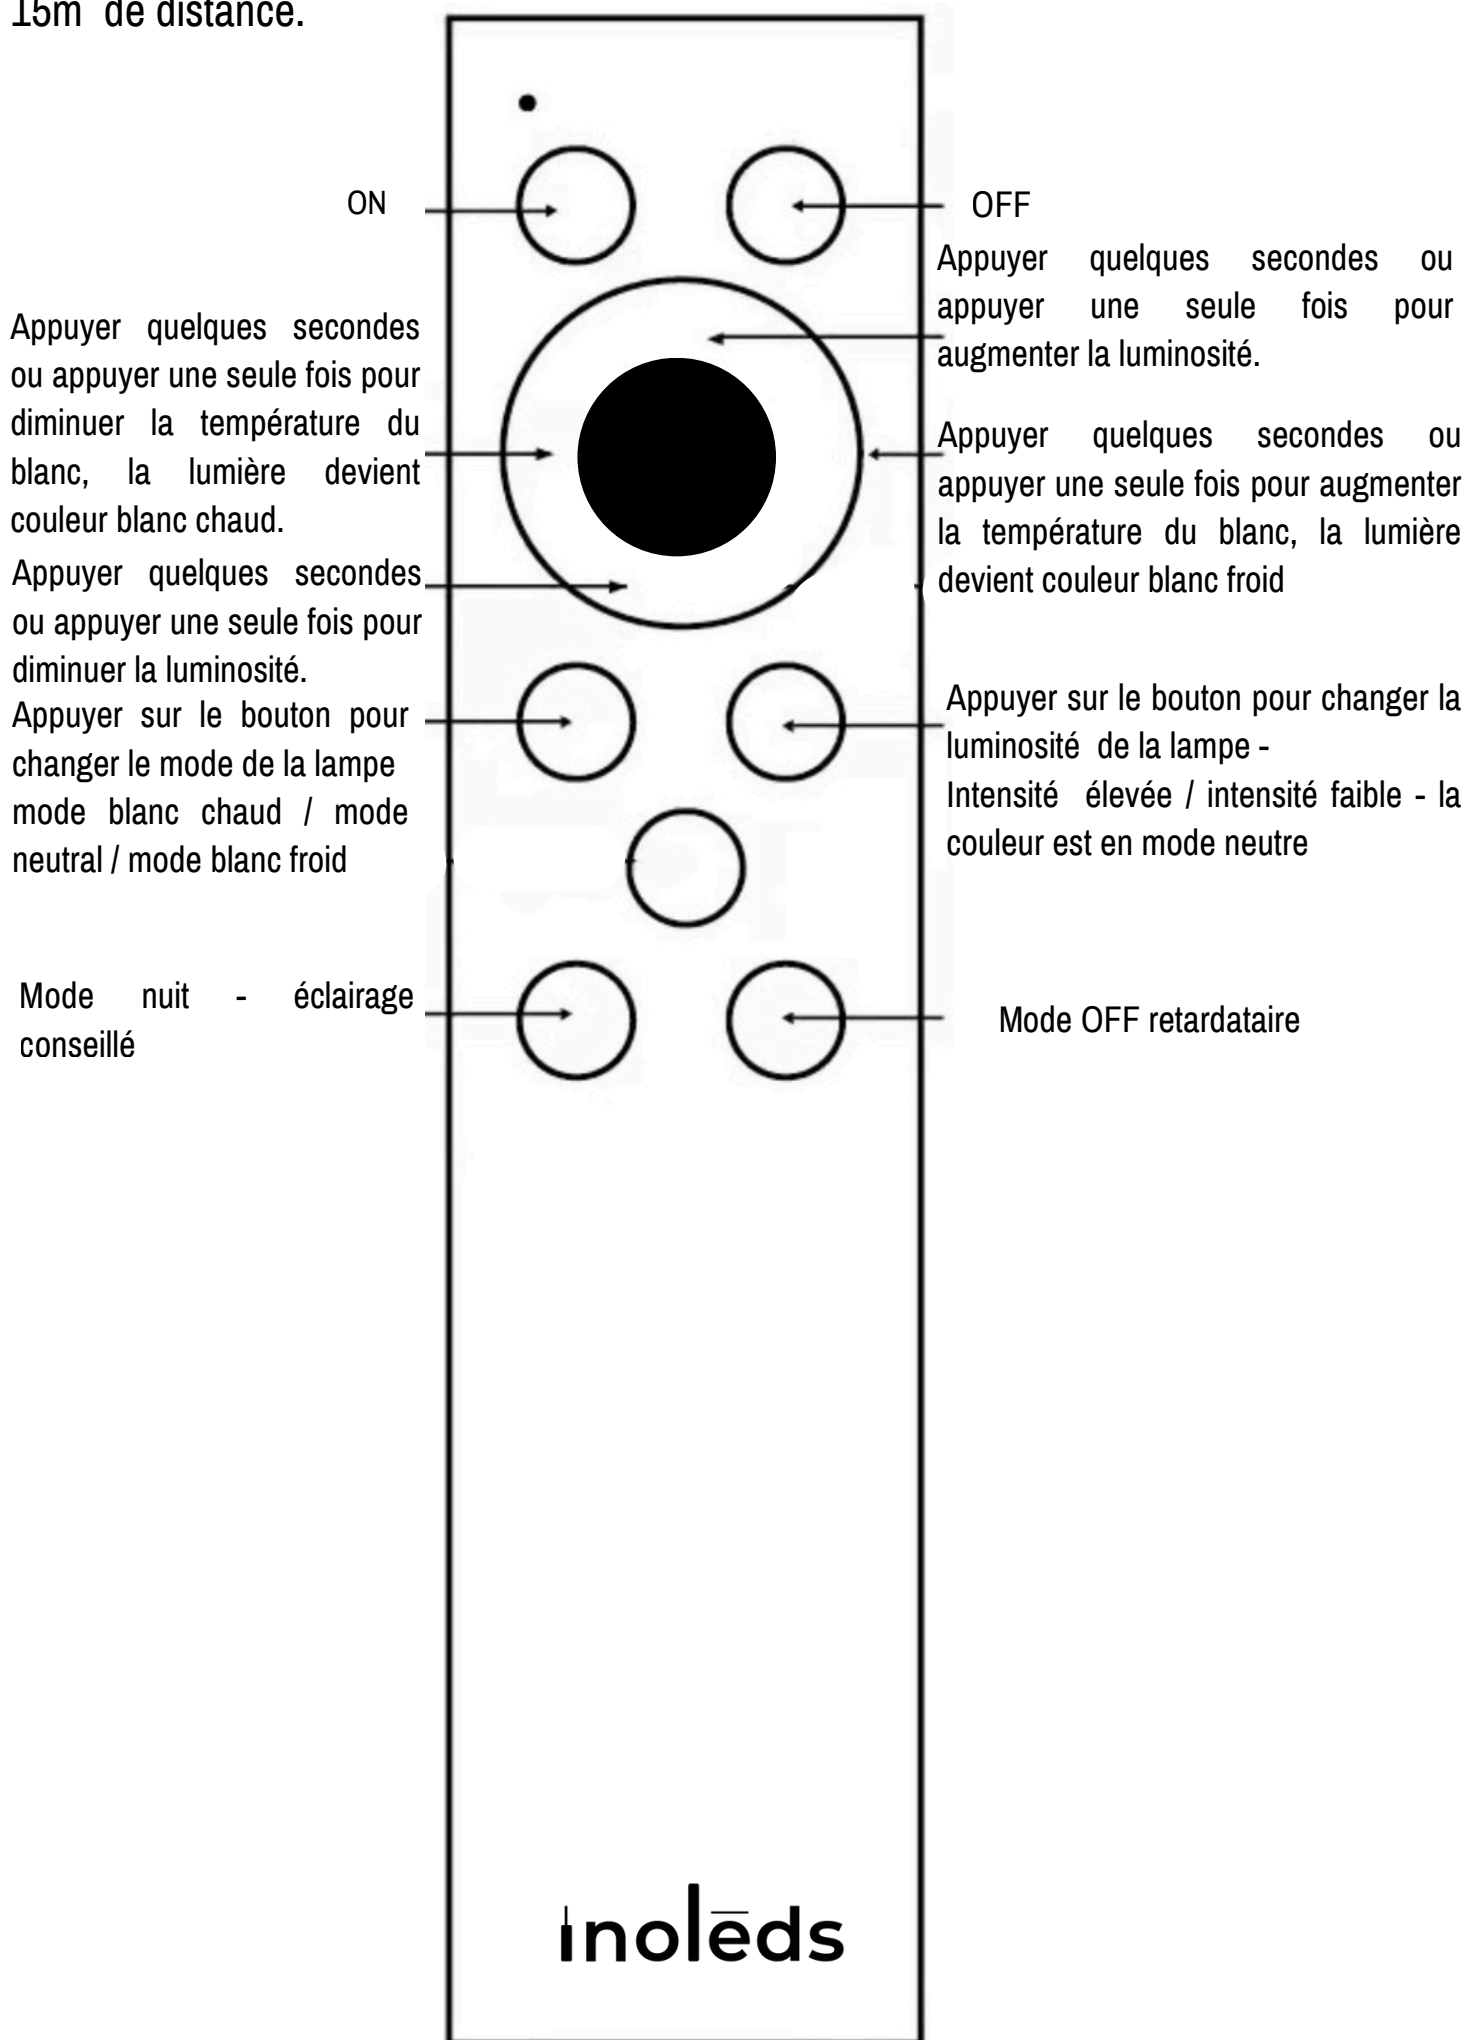 15m de distance.
ON
OFF
Appuyer quelques secondes ou
appuyer une seule fois pour
augmenter la luminosité.
Appuyer quelques secondes
ou appuyer une seule fois pour
diminuer la température du
blanc, la lumière devient
couleur blanc chaud.
Appuyer quelques secondes ou
appuyer une seule fois pour augmenter
la température du blanc, la lumière
devient couleur blanc froid
Appuyer quelques secondes
ou appuyer une seule fois pour
diminuer la luminosité.
Appuyer sur le bouton pour
changer le mode de la lampe
mode blanc chaud / mode
neutral / mode blanc froid
Appuyer sur le bouton pour changer la
luminosité de la lampe -
Intensité élevée / intensité faible - la
couleur est en mode neutre
Mode nuit - éclairage
conseillé
Mode OFF retardataire
inolēds